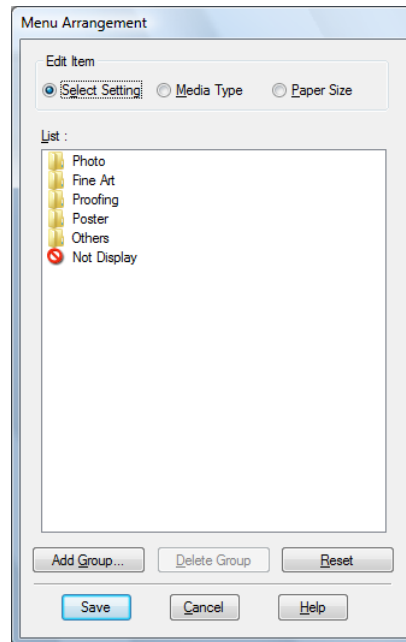 Menu Arrangement
Edit Item
Select Setting Media Type Paper Size
List :
Photo
Fine Art
Proofing
Poster
Others
Not Display
Add Group... Delete Group Reset
Save Cancel Help